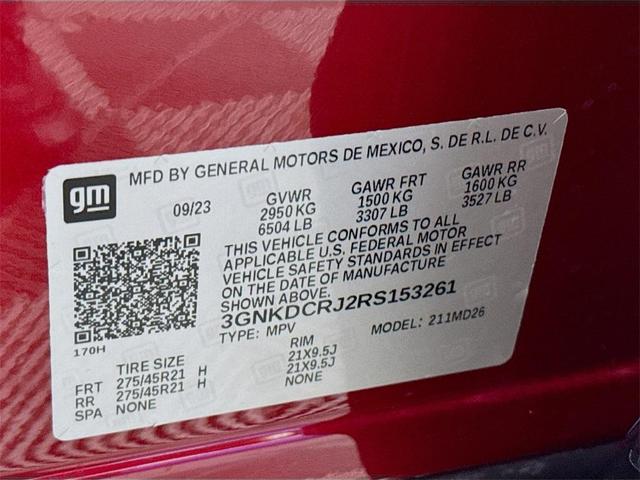 gm
MFD BY GENERAL MOTORS DE MEXICO, S. DE R.L. DE C.V.
09/23
GVWR GAWR FRT GAWR RR
2950 KG 1500 KG 1600 KG
6504 LB 3307 LB 3527 LB
THIS VEHICLE CONFORMS TO ALL
APPLICABLE U.S. FEDERAL MOTOR
VEHICLE SAFETY STANDARDS IN EFFECT
ON THE DATE OF MANUFACTURE
SHOWN ABOVE.
3GNKDCRJ2RS153261
TYPE: MPV MODEL: 211MD26
170H
TIRE SIZE RIM
FRT 275/45R21 H 21X9.5J
RR 275/45R21 H 21X9.5J
SPA NONE NONE